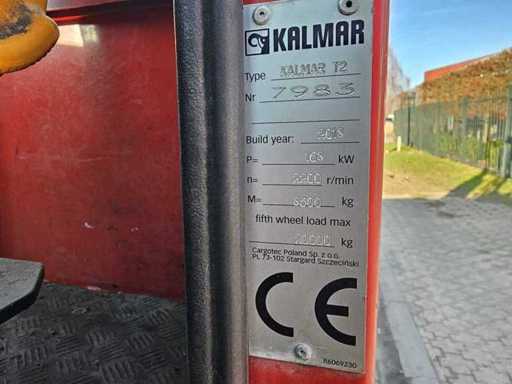 KALMAR
Type KALMAR T2
Nr 7983
Build year:
P= kW
n= 2200 r/min
M= kg
fifth wheel load max
kg
Cargotec Poland Sp. z o.o.
PL 73-102 Stargard Szczeciński
CE